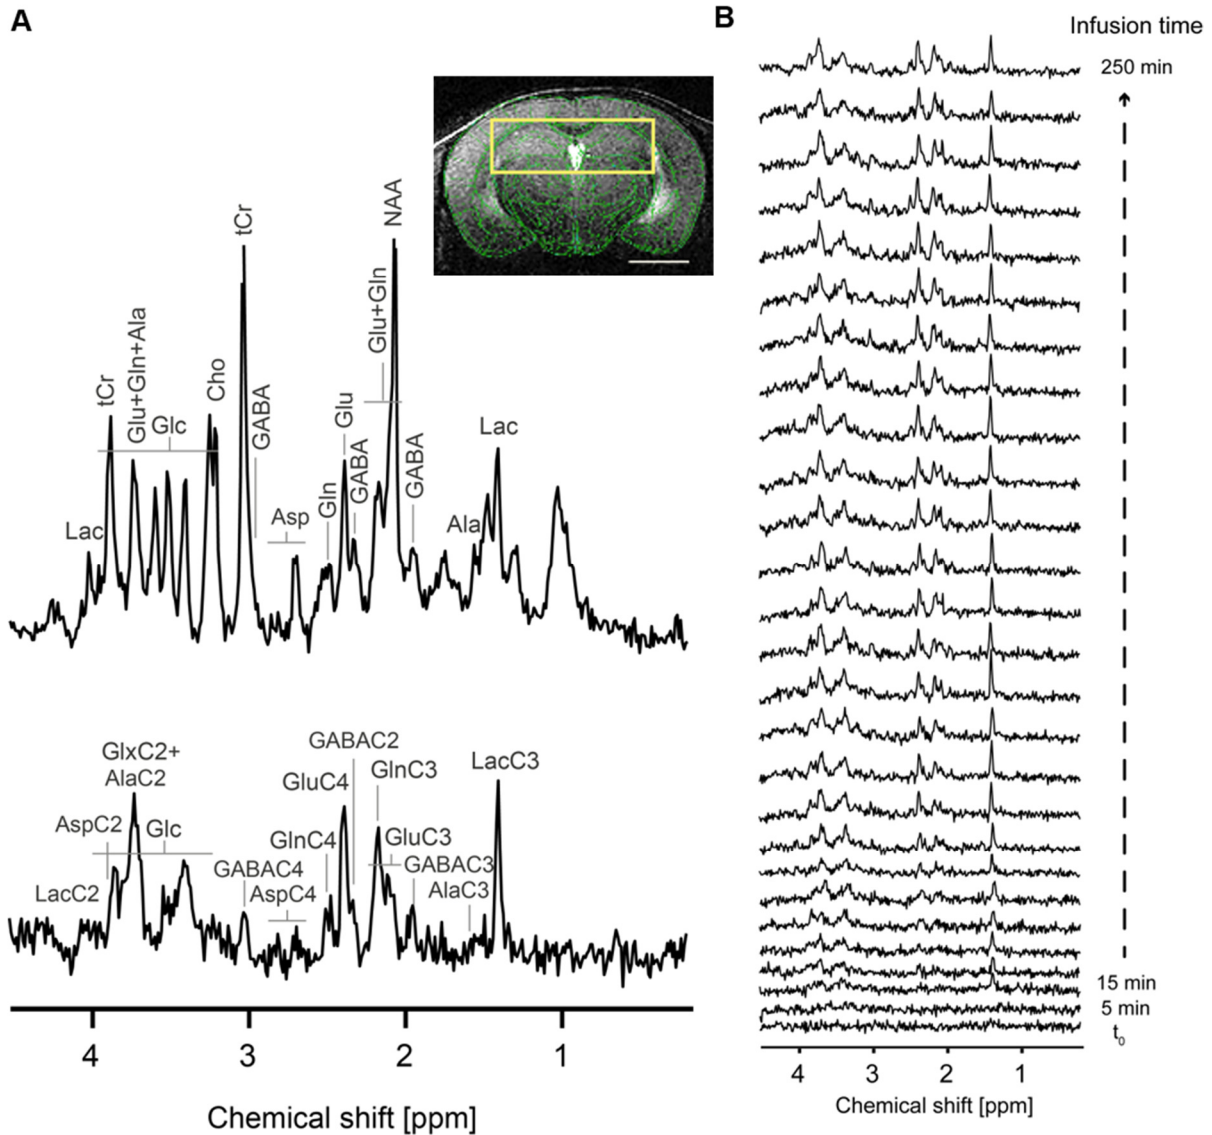 A
tCr
NAA
Glu+Gln+Ala
Glu+Gln
tCr
Cho
GABA
Glu
Glc
GABA
GABA
Lac
Gln
Asp
Ala
Lac
GABAC2
GlxC2+
AlaC2
GluC4
GlnC3
LacC3
AspC2
Glc
GlnC4
GluC3
GABAC4
GABAC3
LacC2
AspC4
AlaC3
4
3
2
1
Chemical shift [ppm]
B
Infusion time
250 min
15 min
5 min
t0
4
3
2
1
Chemical shift [ppm]